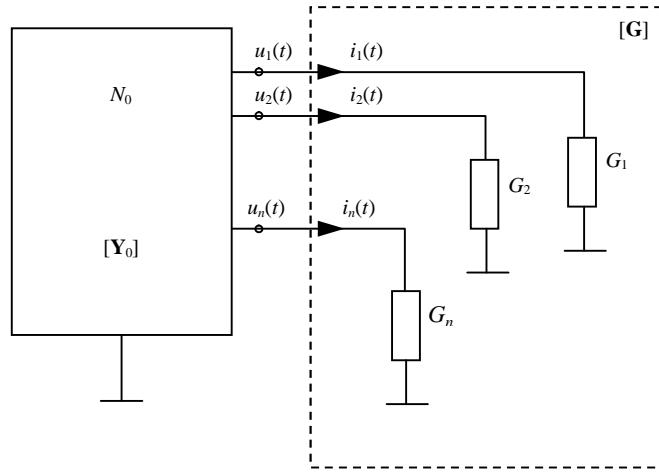 [G]
u₁(t) i₁(t)
N₀ u₂(t) i₂(t)
G₁
G₂
uₙ(t) iₙ(t)
[Y₀]
Gₙ